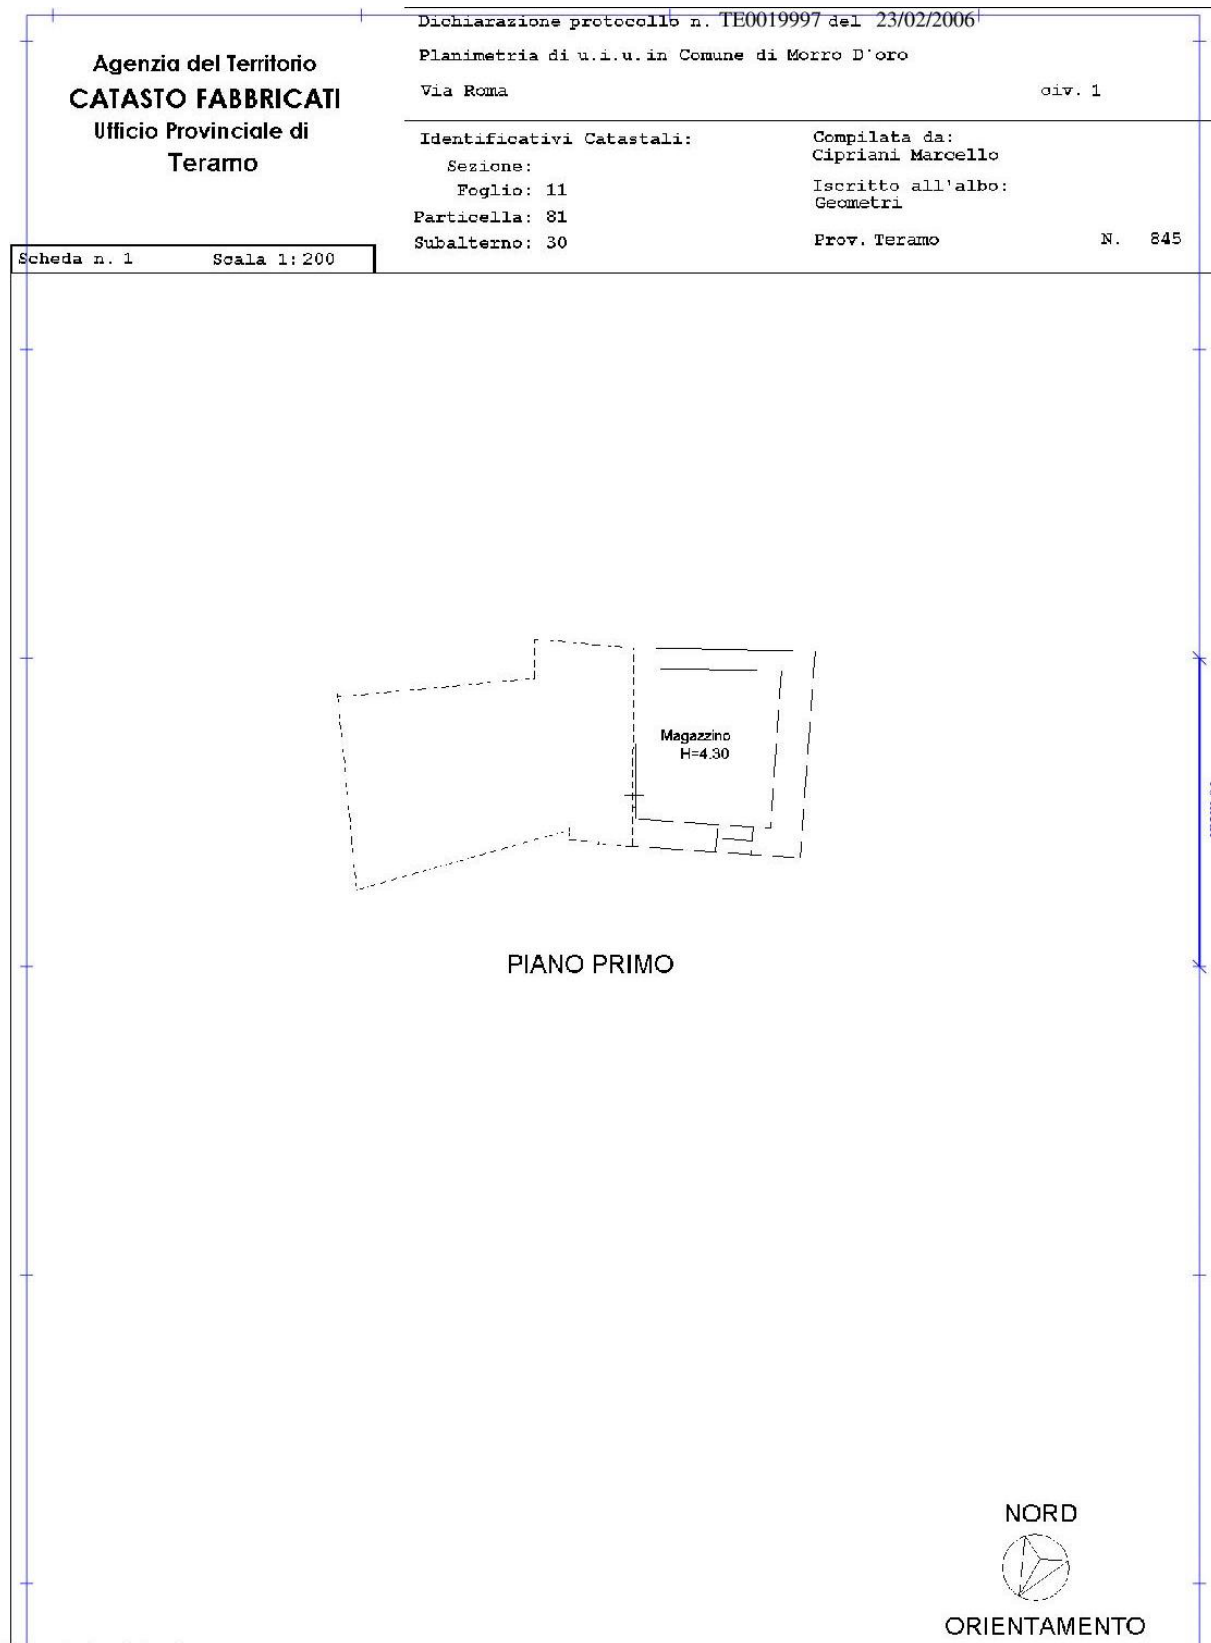 Agenzia del Territorio
CATASTO FABBRICATI
Ufficio Provinciale di
Teramo
Scheda n. 1 Scala 1:200
Dichiarazione protocollo n. TE0019997 del 23/02/2006
Planimetria di u.i.u.in Comune di Morro D'oro
Via Roma civ. 1
Identificativi Catastali:
Sezione:
Foglio: 11
Particella: 81
Subalterno: 30
Compilata da:
Cipriani Marcello
Iscritto all'albo:
Geometri
Prov. Teramo N. 845
Magazzino
H=4.30
PIANO PRIMO
NORD
ORIENTAMENTO